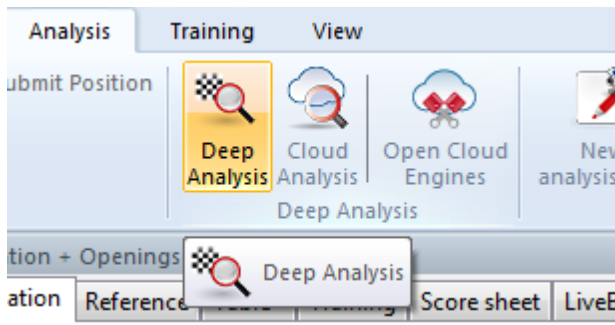 Analysis Training View
ubmit Position
Deep Analysis
Cloud Analysis
Open Cloud Engines
New analysis
Deep Analysis
tion + Openings
Deep Analysis
ation Reference Training Score sheet LiveB